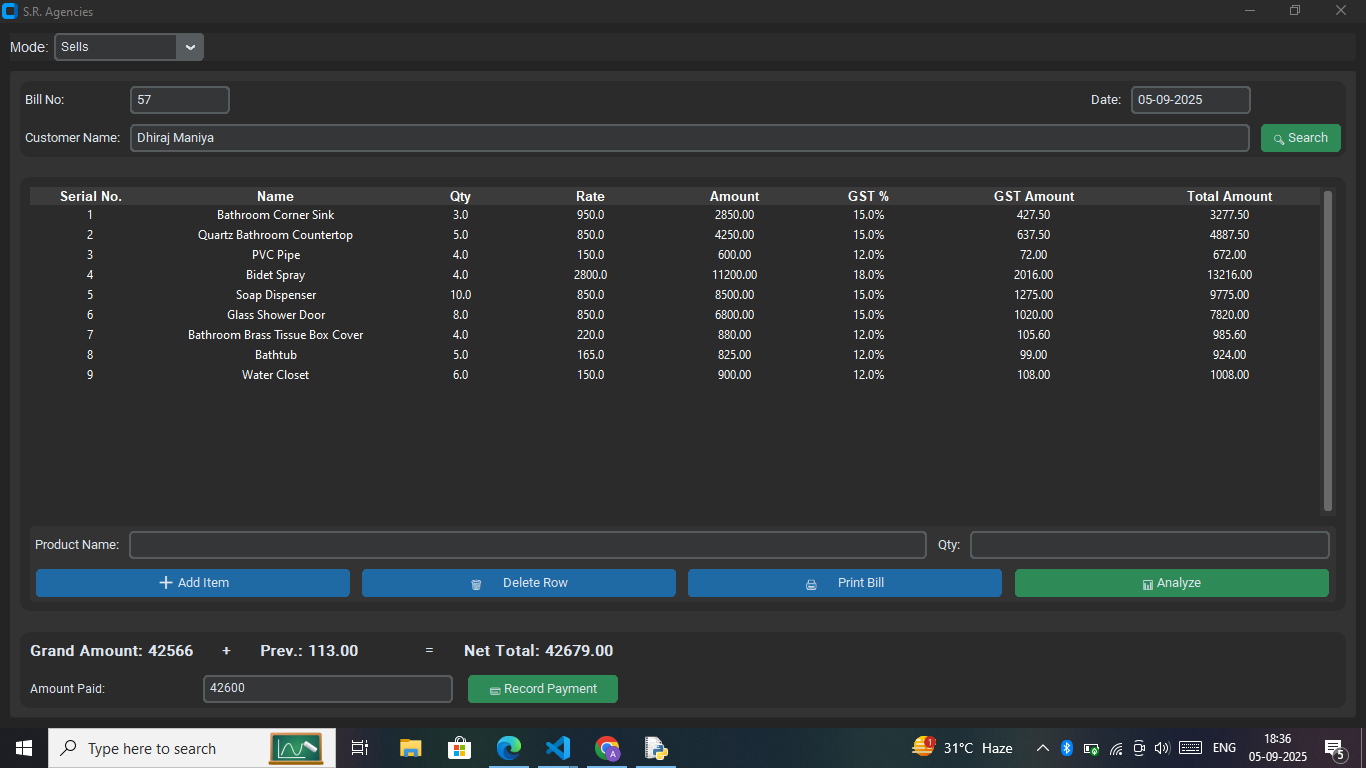 S.R. Agencies
Mode: Sells
Bill No: 57 Date: 05-09-2025
Customer Name: Dhiraj Maniya Search
Serial No. Name Qty Rate Amount GST % GST Amount Total Amount
1 Bathroom Corner Sink 3.0 950.0 2850.00 15.0% 427.50 3277.50
2 Quartz Bathroom Countertop 5.0 850.0 4250.00 15.0% 637.50 4887.50
3 PVC Pipe 4.0 150.0 600.00 12.0% 72.00 672.00
4 Bidet Spray 4.0 2800.0 11200.00 18.0% 2016.00 13216.00
5 Soap Dispenser 10.0 850.0 8500.00 15.0% 1275.00 9775.00
6 Glass Shower Door 8.0 850.0 6800.00 15.0% 1020.00 7820.00
7 Bathroom Brass Tissue Box Cover 4.0 220.0 880.00 12.0% 105.60 985.60
8 Bathtub 5.0 165.0 825.00 12.0% 99.00 924.00
9 Water Closet 6.0 150.0 900.00 12.0% 108.00 1008.00
Product Name: Qty:
Add Item Delete Row Print Bill Analyze
Grand Amount: 42566 + Prev.: 113.00 = Net Total: 42679.00
Amount Paid: 42600 Record Payment
Type here to search 1 A 31°C Haze ENG 18:36 5
05-09-2025